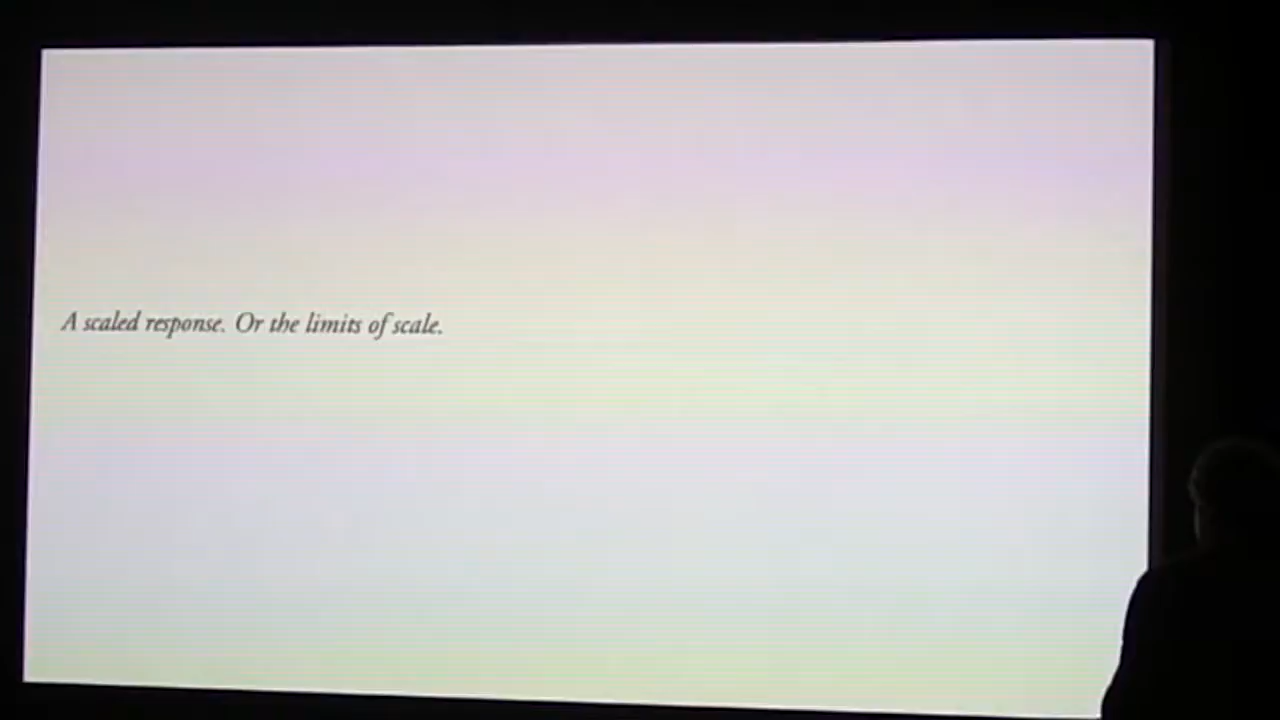 A scaled response. Or the limits of scale.